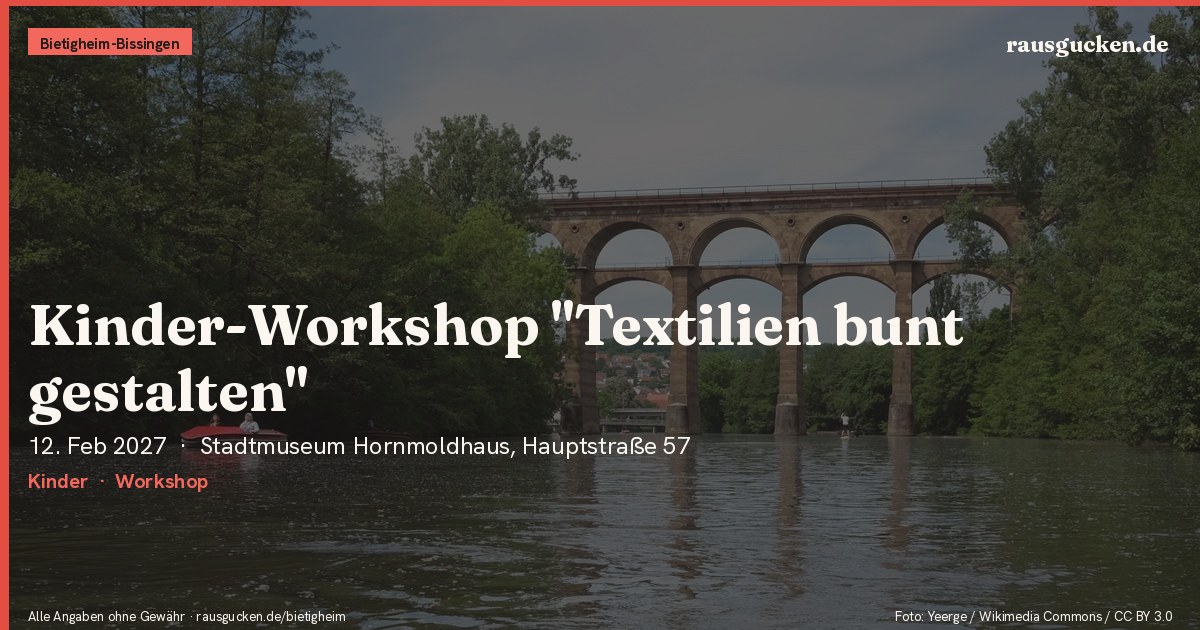 Bietigheim-Bissingen
rausgucken.de
Kinder-Workshop "Textilien bunt
gestalten"
12. Feb 2027 · Stadtmuseum Hornmoldhaus, Hauptstraße 57
Kinder · Workshop
Alle Angaben ohne Gewähr · rausgucken.de/bietigheim
Foto: Yeerge / Wikimedia Commons / CC BY 3.0